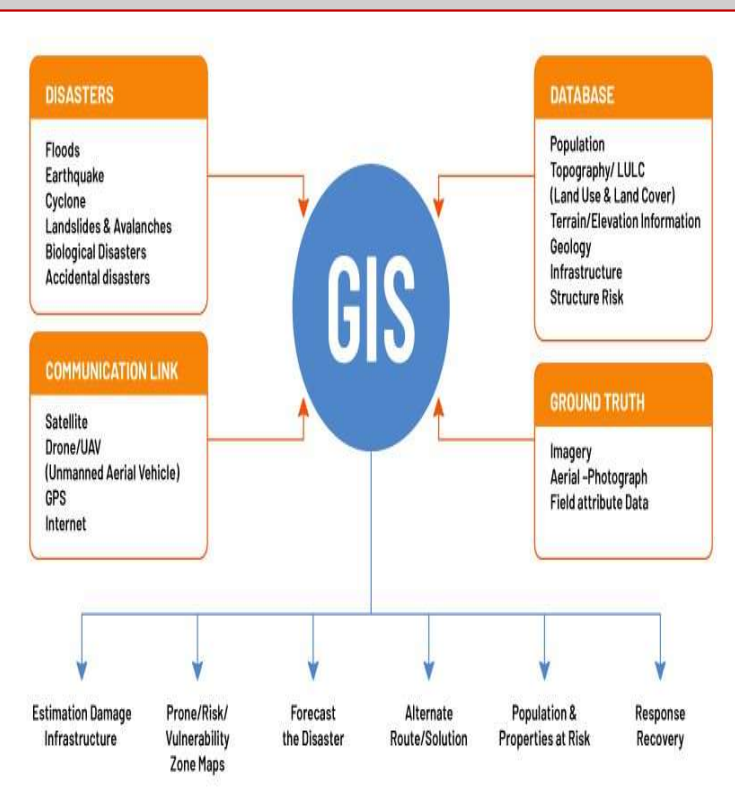 DISASTERS
Floods
Earthquake
Cyclone
Landslides & Avalanches
Biological Disasters
Accidental disasters
COMMUNICATION LINK
Satellite
Drone/UAV
(Unmanned Aerial Vehicle)
GPS
Internet
GIS
DATABASE
Population
Topography/ LULC
(Land Use & Land Cover)
Terrain/Elevation Information
Geology
Infrastructure
Structure Risk
GROUND TRUTH
Imagery
Aerial -Photograph
Field attribute Data
Estimation Damage
Infrastructure
Prone/Risk/
Vulnerability
Zone Maps
Forecast
the Disaster
Alternate
Route/Solution
Population &
Properties at Risk
Response
Recovery